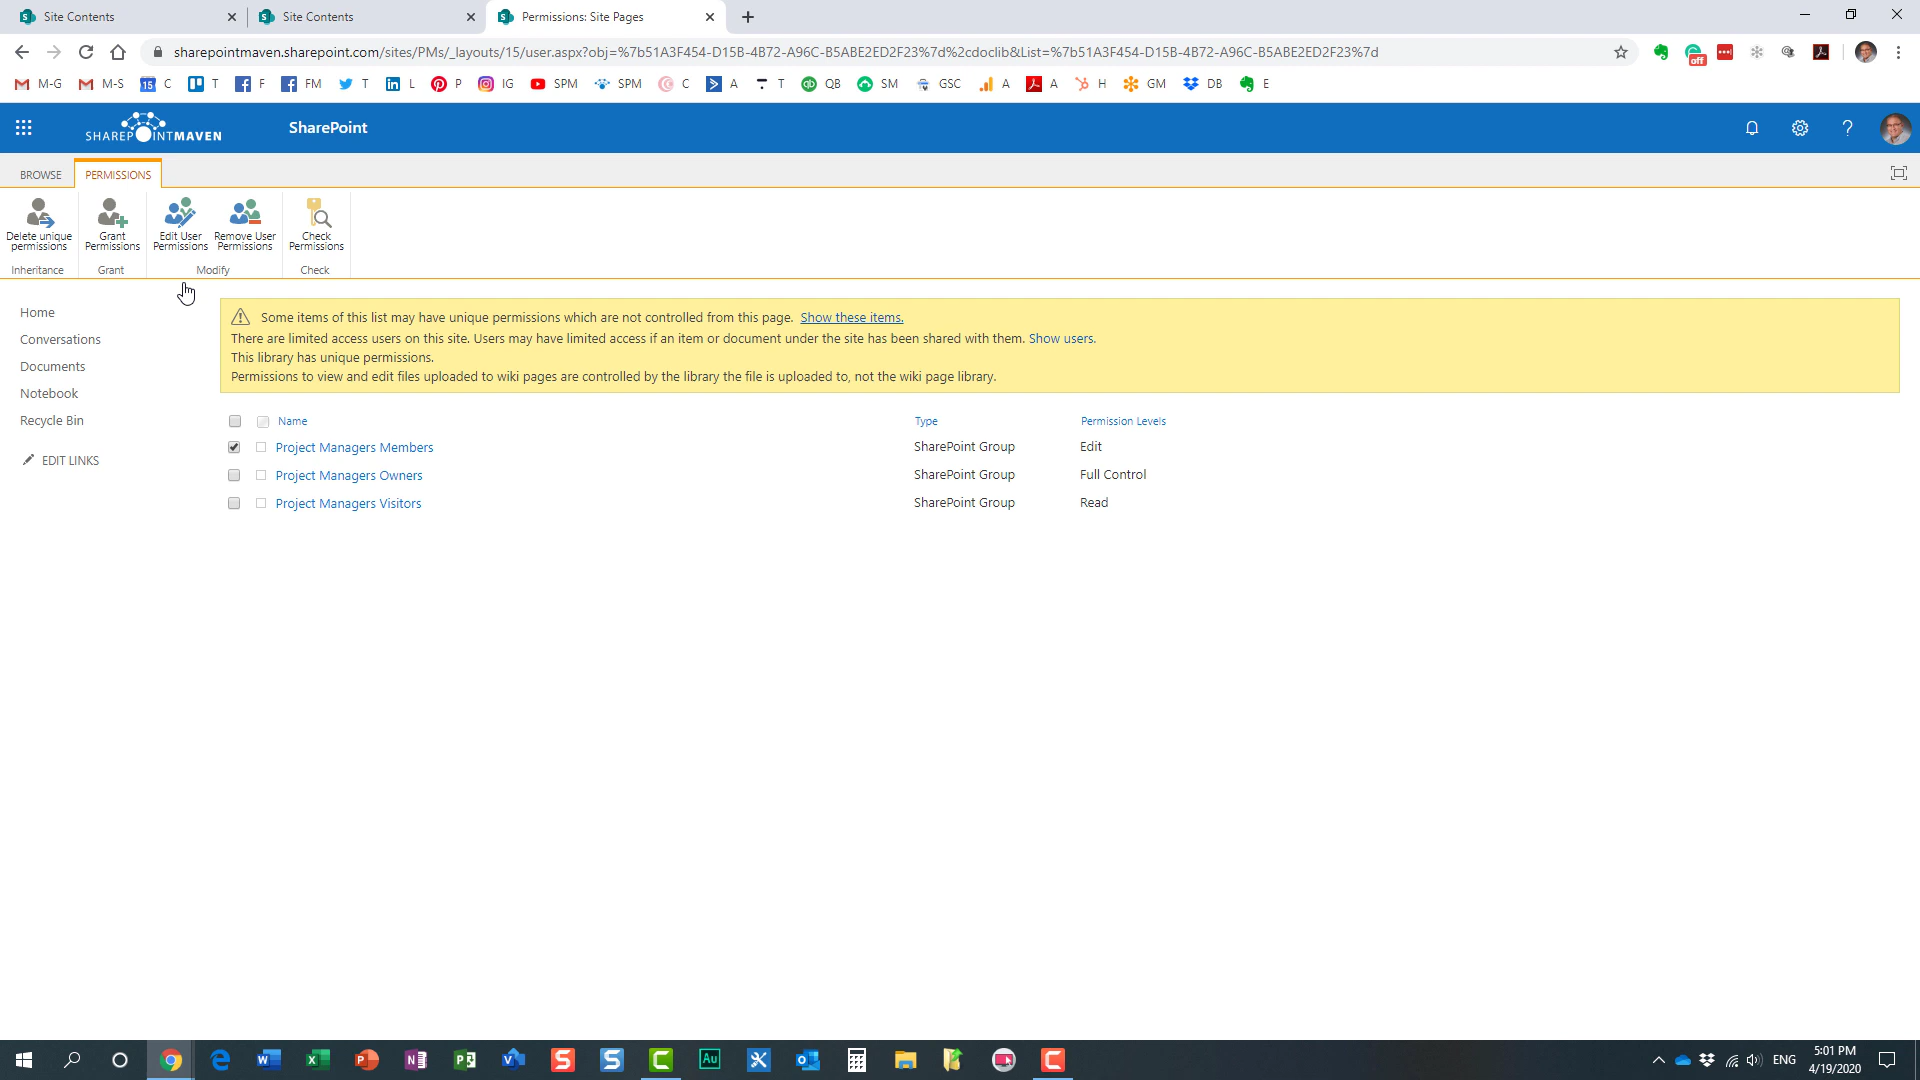 Site Contents
Site Contents
Permissions: Site Pages
sharepointmaven.sharepoint.com/sites/PMs/_layouts/15/user.aspx?obj=%7b51A3F454-D15B-4B72-A96C-B5ABE2ED2F23%7d%2cdoclib&List=%7b51A3F454-D15B-4B72-A96C-B5ABE2ED2F23%7d
off
M-G M-S 15 C T F FM T L P IG SPM SPM C A T QB SM GSC A A H GM DB E
SHAREPOINTMAVEN SharePoint
BROWSE PERMISSIONS
Delete unique permissions
Grant Permissions
Edit User Permissions
Remove User Permissions
Check Permissions
Inheritance Grant Modify Check
Home
Conversations
Documents
Notebook
Recycle Bin
EDIT LINKS
Some items of this list may have unique permissions which are not controlled from this page. Show these items.
There are limited access users on this site. Users may have limited access if an item or document under the site has been shared with them. Show users.
This library has unique permissions.
Permissions to view and edit files uploaded to wiki pages are controlled by the library the file is uploaded to, not the wiki page library.
Name Type Permission Levels
Project Managers Members SharePoint Group Edit
Project Managers Owners SharePoint Group Full Control
Project Managers Visitors SharePoint Group Read
ENG
5:01 PM
4/19/2020